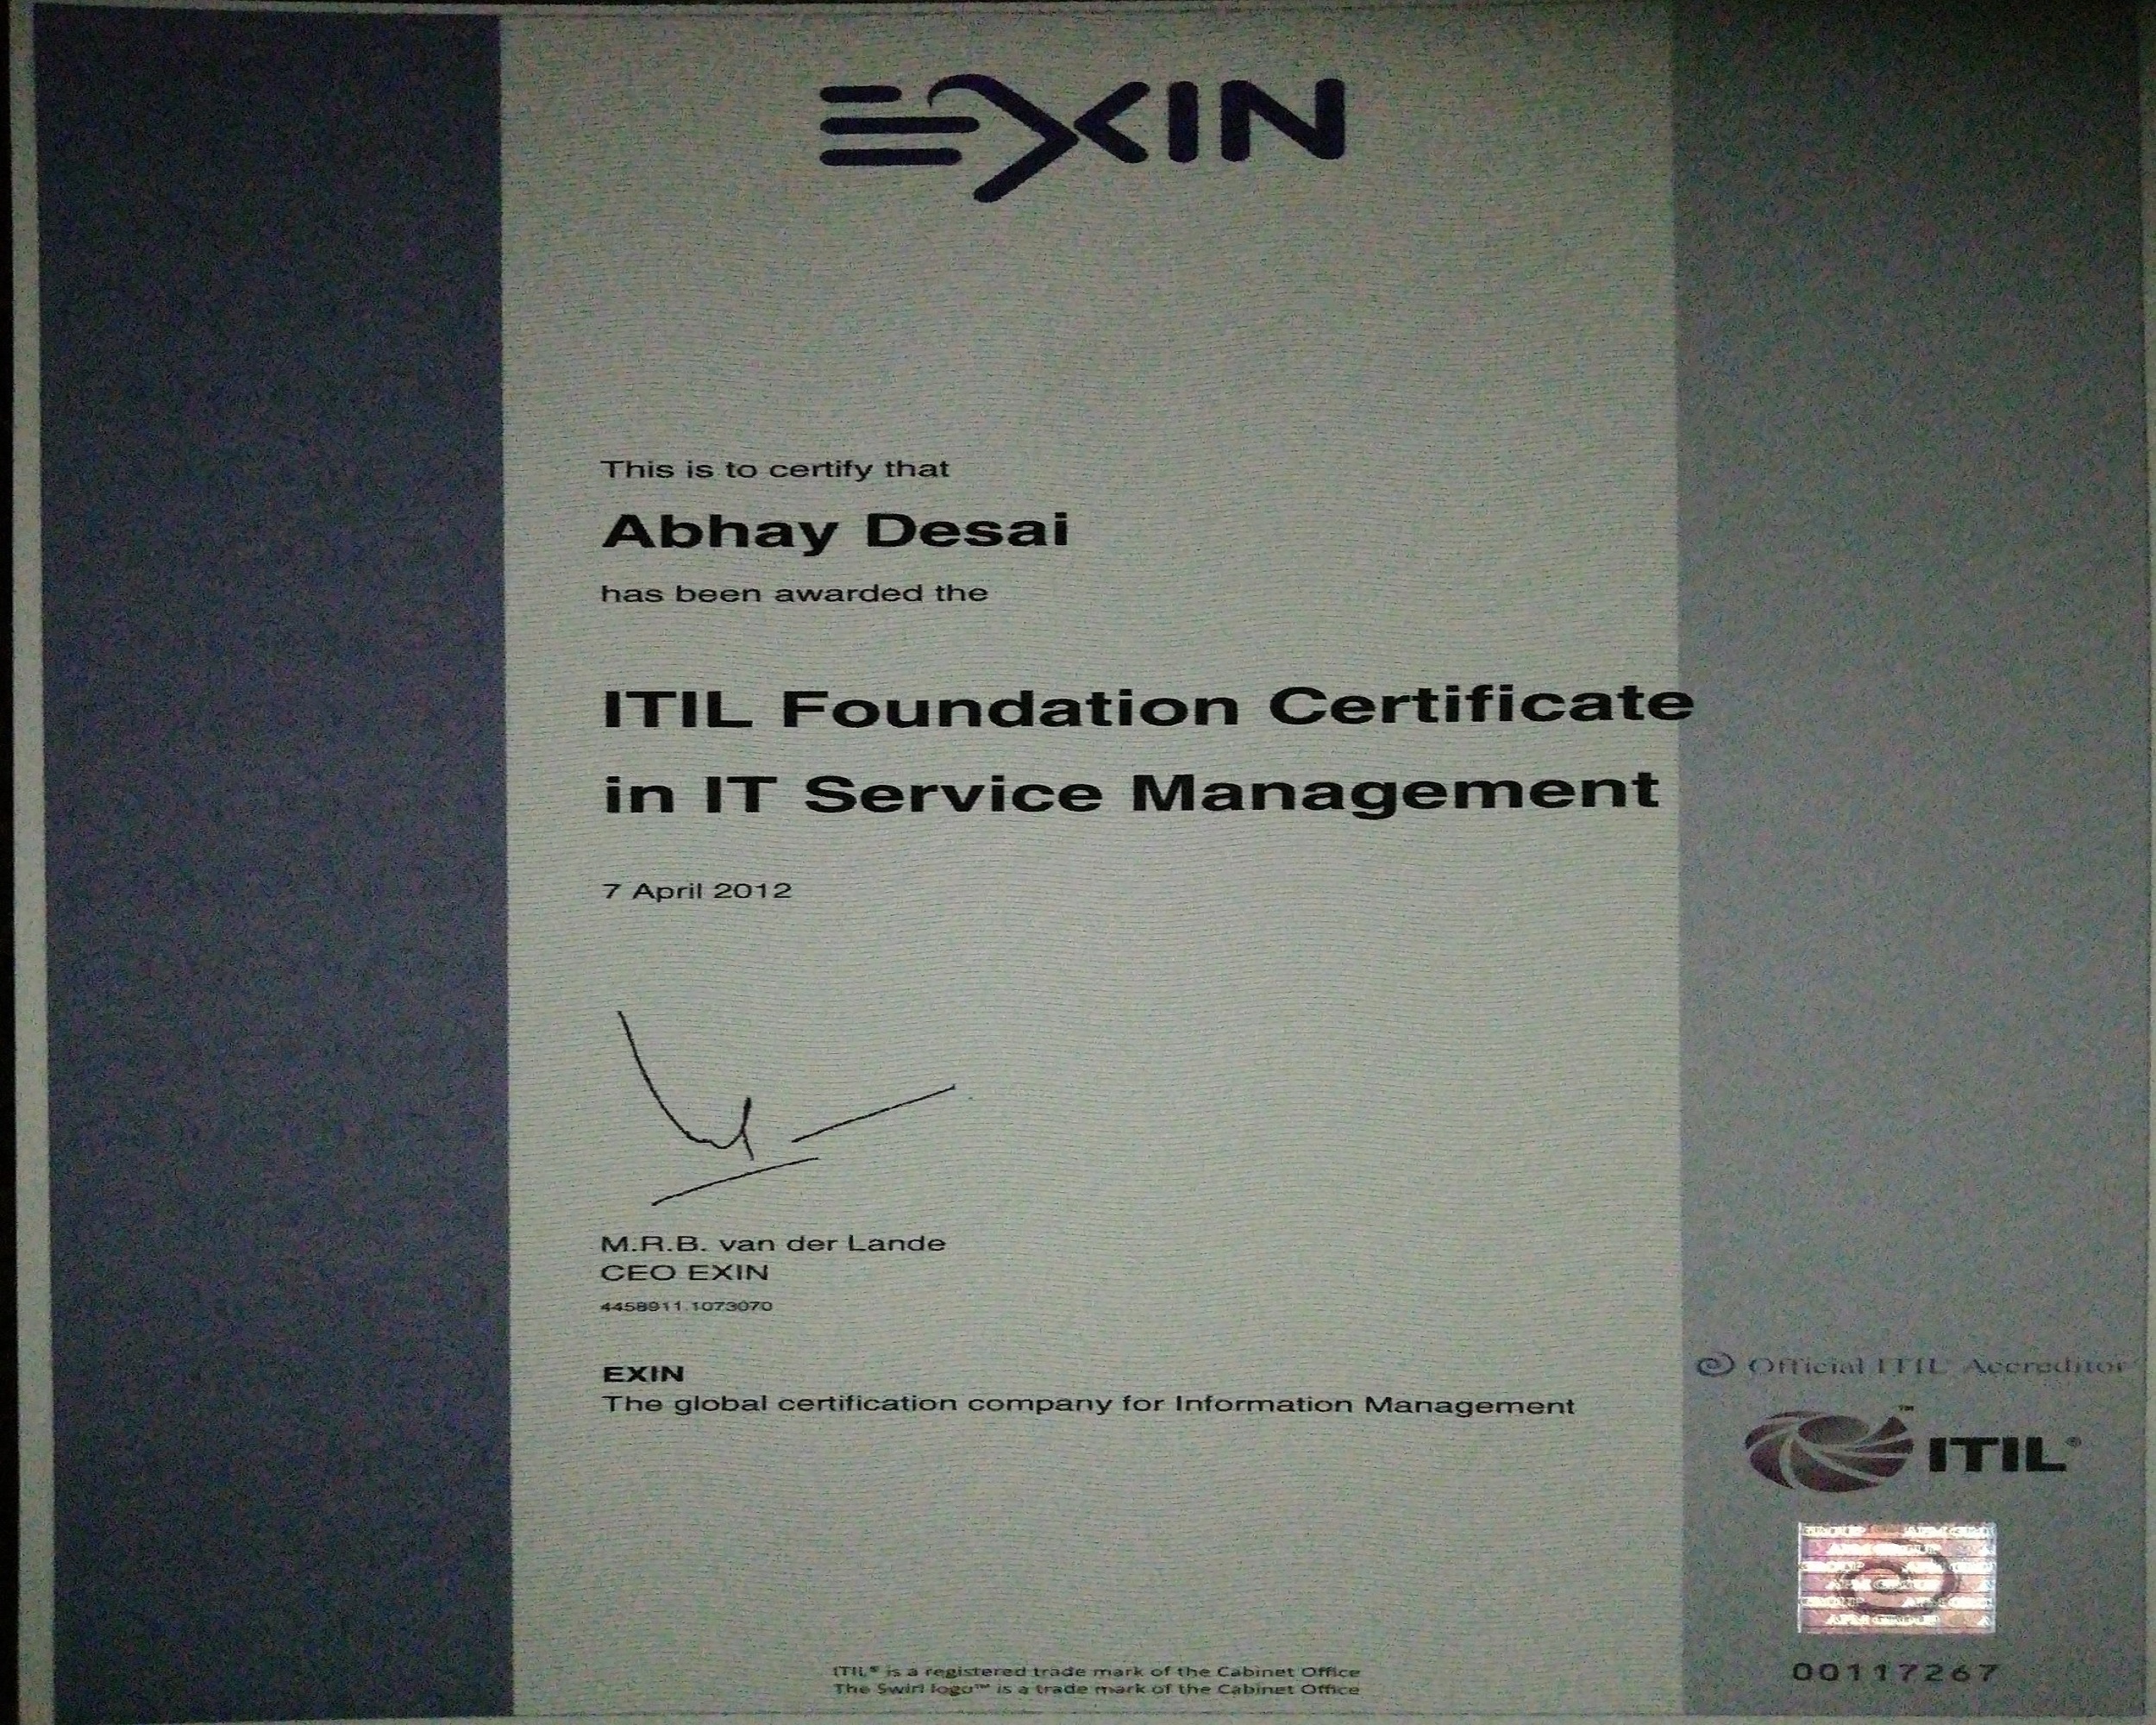 EXIN
This is to certify that
Abhay Desai
has been awarded the
ITIL Foundation Certificate
in IT Service Management
7 April 2012
M.R.B. van der Lande
CEO EXIN
4458911.1073070
EXIN
The global certification company for Information Management
Official ITIL Accreditor
™
ITIL®
APM GROUP
00117267
ITIL® is a registered trade mark of the Cabinet Office
The Swirl logo™ is a trade mark of the Cabinet Office